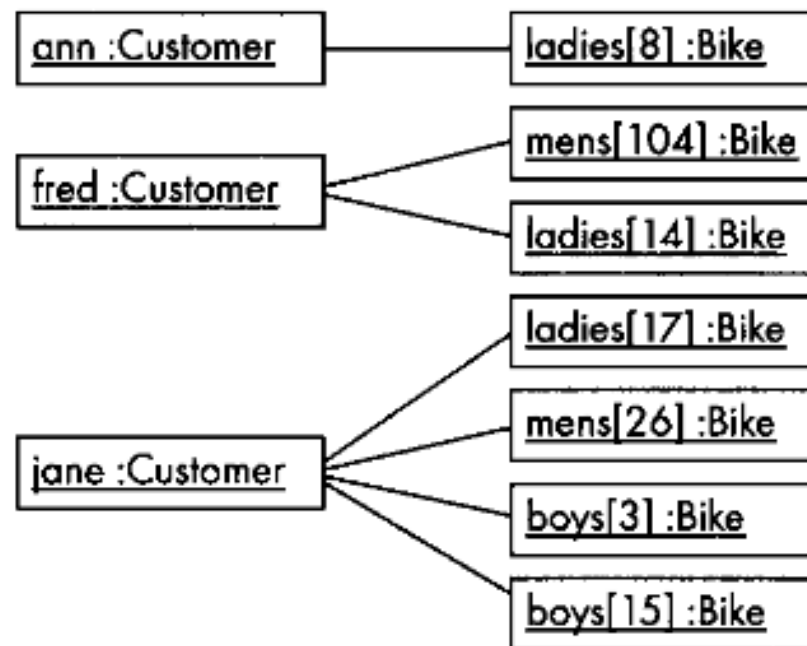 ann :Customer
ladies[8] :Bike
fred :Customer
mens[104] :Bike
ladies[14] :Bike
jane :Customer
ladies[17] :Bike
mens[26] :Bike
boys[3] :Bike
boys[15] :Bike